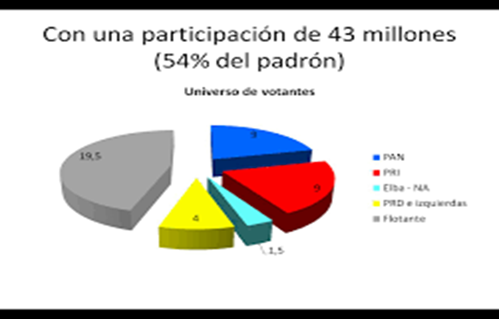 Con una participación de 43 millones
(54% del padrón)
Universo de votantes
19,5
9
9
4
1,5
PAN
PRI
Elba - NA
PRD e izquierdas
Flotante